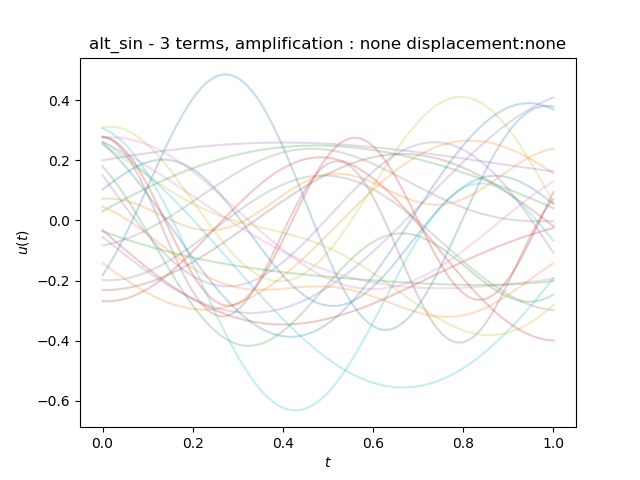 alt_sin - 3 terms, amplification : none displacement:none
u(t)
0.4
0.2
0.0
−0.2
−0.4
−0.6
0.0 0.2 0.4 0.6 0.8 1.0
t